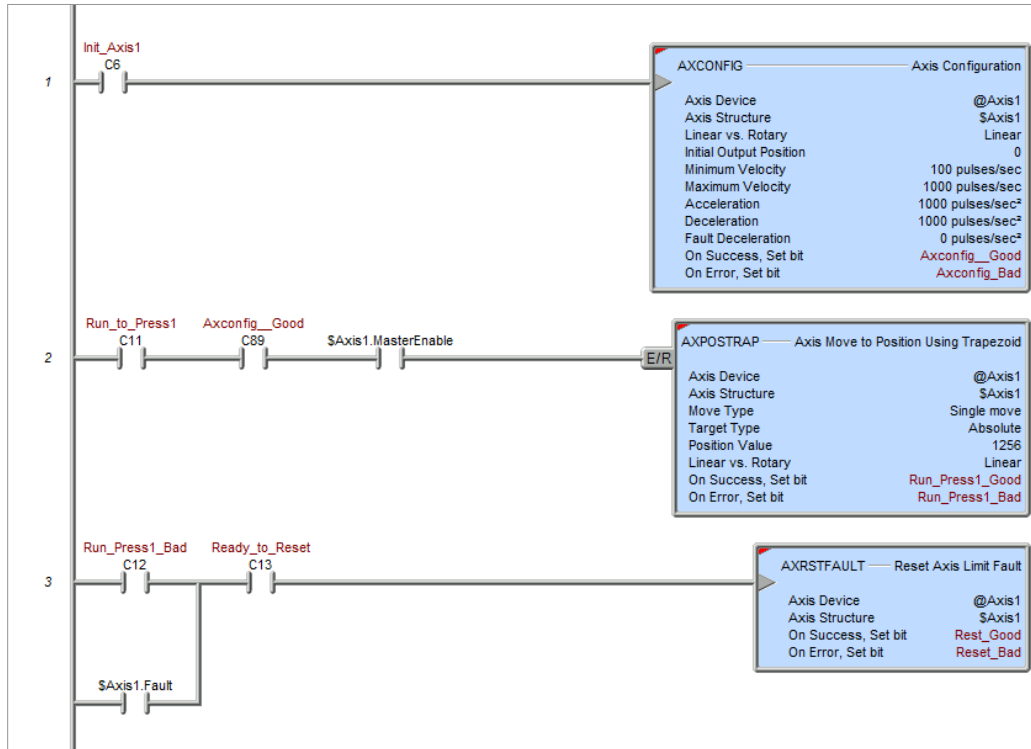 Init_Axis1
C6
1
AXCONFIG Axis Configuration
Axis Device @Axis1
Axis Structure $Axis1
Linear vs. Rotary Linear
Initial Output Position 0
Minimum Velocity 100 pulses/sec
Maximum Velocity 1000 pulses/sec
Acceleration 1000 pulses/sec²
Deceleration 1000 pulses/sec²
Fault Deceleration 0 pulses/sec²
On Success, Set bit Axconfig__Good
On Error, Set bit Axconfig_Bad
Run_to_Press1 Axconfig__Good
C11 C89 $Axis1.MasterEnable
2
E/R
AXPOSTRAP Axis Move to Position Using Trapezoid
Axis Device @Axis1
Axis Structure $Axis1
Move Type Single move
Target Type Absolute
Position Value 1256
Linear vs. Rotary Linear
On Success, Set bit Run_Press1_Good
On Error, Set bit Run_Press1_Bad
Run_Press1_Bad Ready_to_Reset
C12 C13
3
AXRSTFAULT Reset Axis Limit Fault
Axis Device @Axis1
Axis Structure $Axis1
On Success, Set bit Rest_Good
On Error, Set bit Reset_Bad
$Axis1.Fault